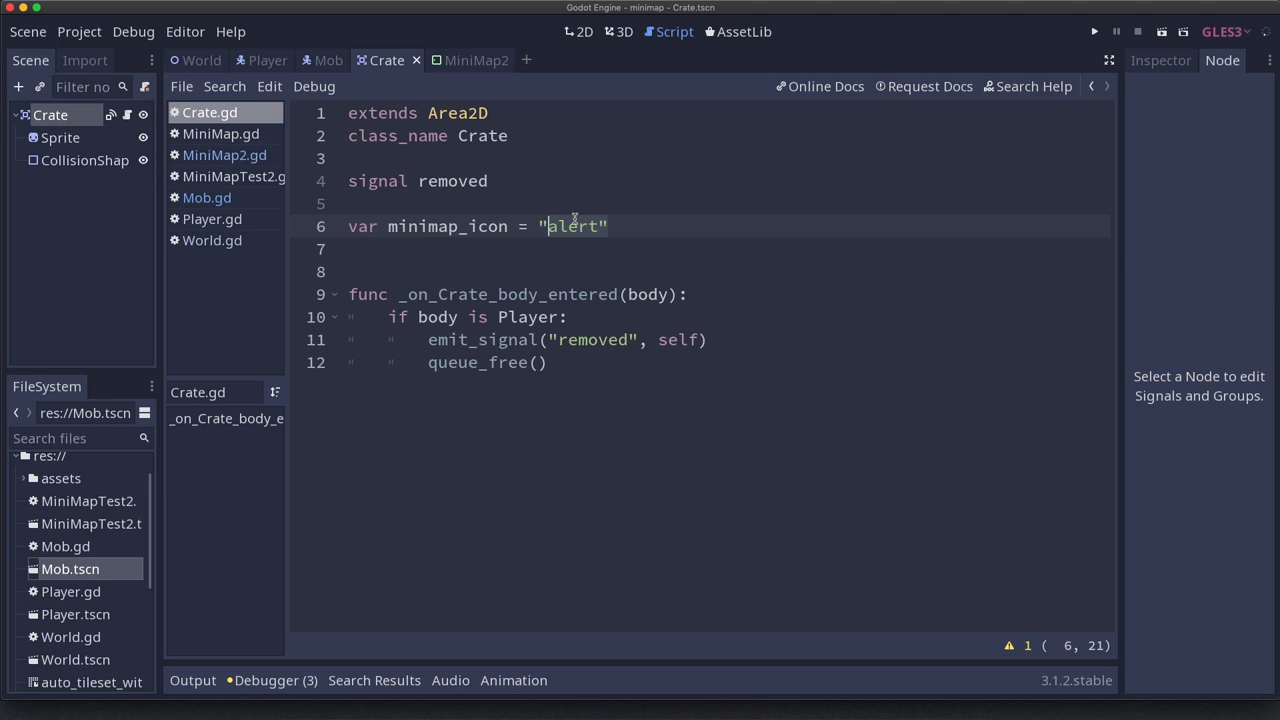 Godot Engine - minimap - Crate.tscn
Scene Project Debug Editor Help
2D 3D Script AssetLib
GLES3
Scene Import
World Player Mob Crate MiniMap2
Inspector Node
Filter no
File Search Edit Debug
Online Docs Request Docs Search Help
Crate
Sprite
CollisionShap
Crate.gd
MiniMap.gd
MiniMap2.gd
MiniMapTest2.g
Mob.gd
Player.gd
World.gd
Crate.gd
_on_Crate_body_e
1 extends Area2D
2 class_name Crate
3
4 signal removed
5
6 var minimap_icon = "alert"
7
8
9 func _on_Crate_body_entered(body):
10 if body is Player:
11 emit_signal("removed", self)
12 queue_free()
Select a Node to edit
Signals and Groups.
FileSystem
res://Mob.tscn
Search files
res://
assets
MiniMapTest2.
MiniMapTest2.t
Mob.gd
Mob.tscn
Player.gd
Player.tscn
World.gd
World.tscn
auto_tileset_wit
1 ( 6, 21)
Output Debugger (3) Search Results Audio Animation
3.1.2.stable